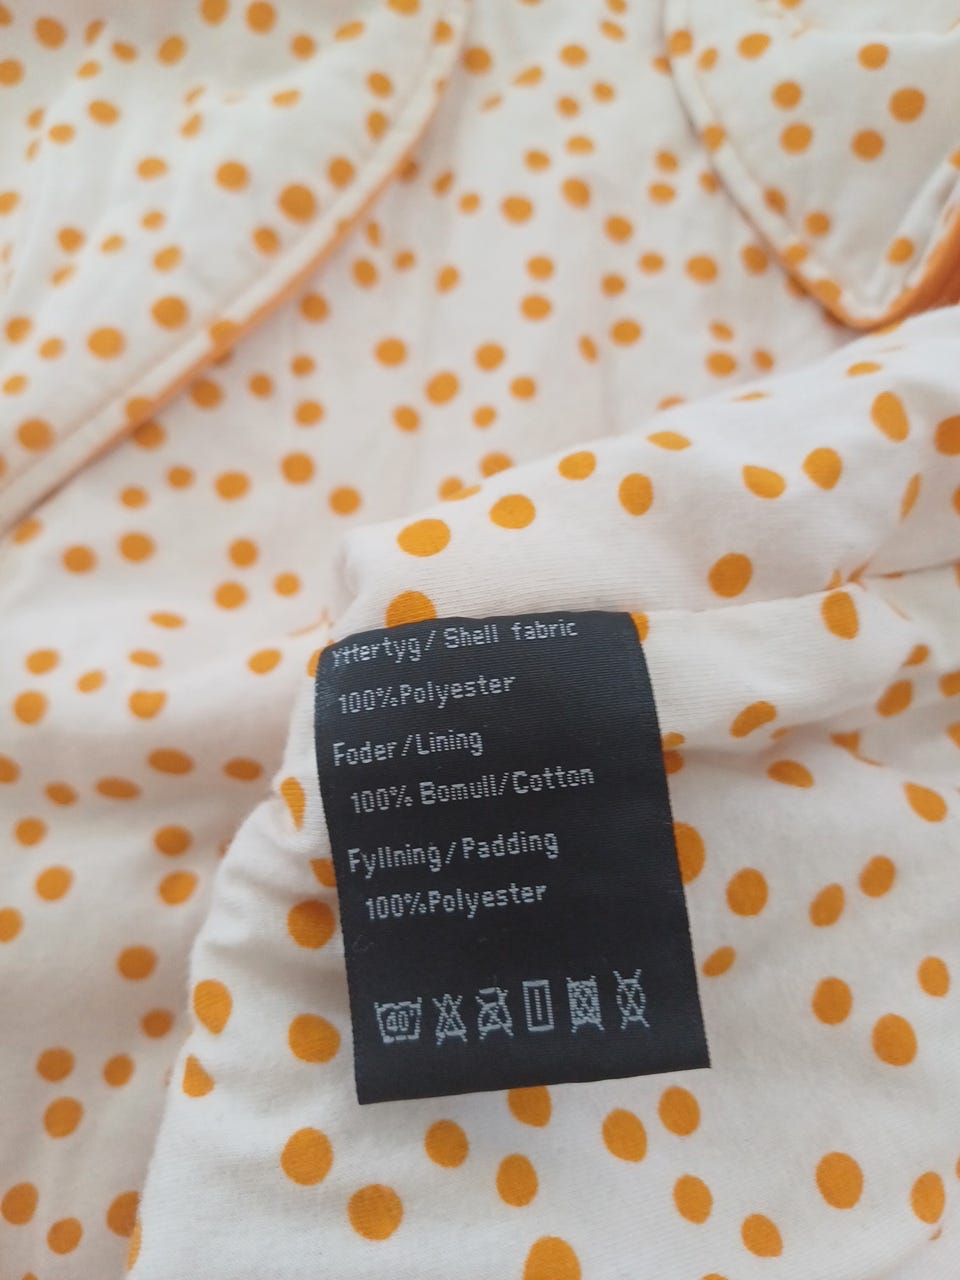 Yttertyg/Shell fabric
100%Polyester
Foder/Lining
100% Bomull/Cotton
Fyllning/Padding
100%Polyester
40°